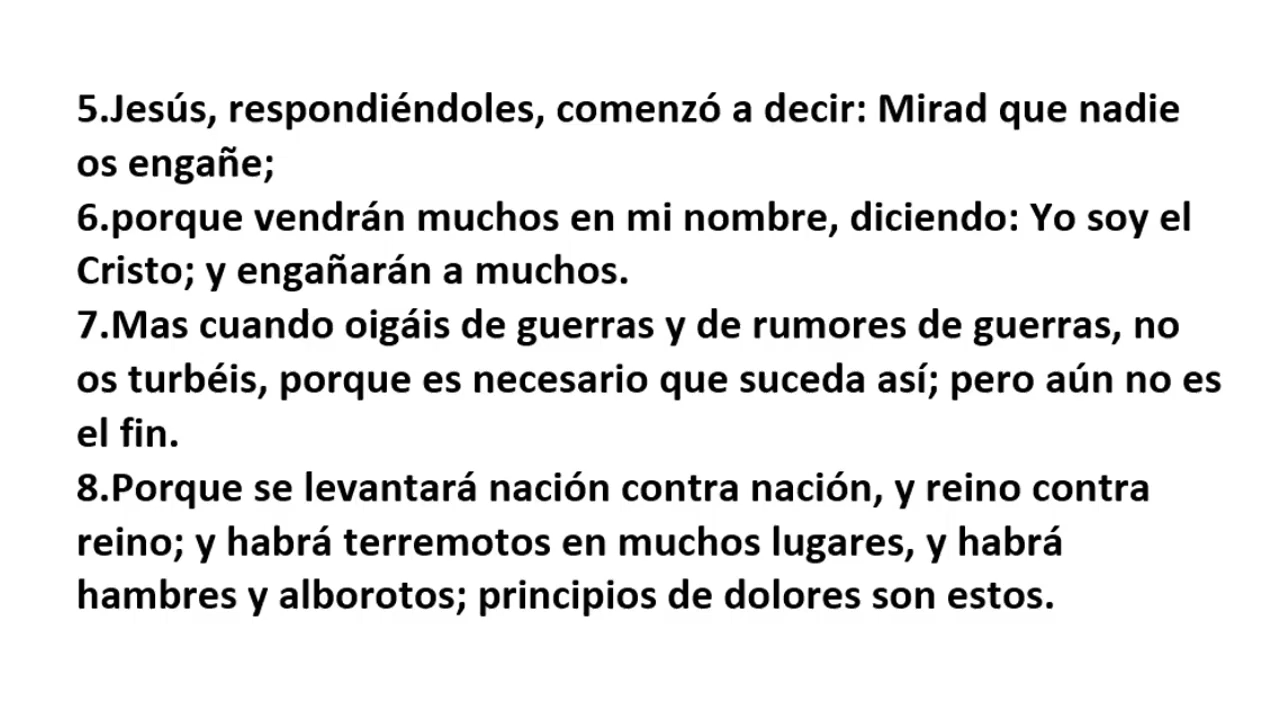 5.Jesús, respondiéndoles, comenzó a decir: Mirad que nadie
os engañe;
6.porque vendrán muchos en mi nombre, diciendo: Yo soy el
Cristo; y engañarán a muchos.
7.Mas cuando oigáis de guerras y de rumores de guerras, no
os turbéis, porque es necesario que suceda así; pero aún no es
el fin.
8.Porque se levantará nación contra nación, y reino contra
reino; y habrá terremotos en muchos lugares, y habrá
hambres y alborotos; principios de dolores son estos.